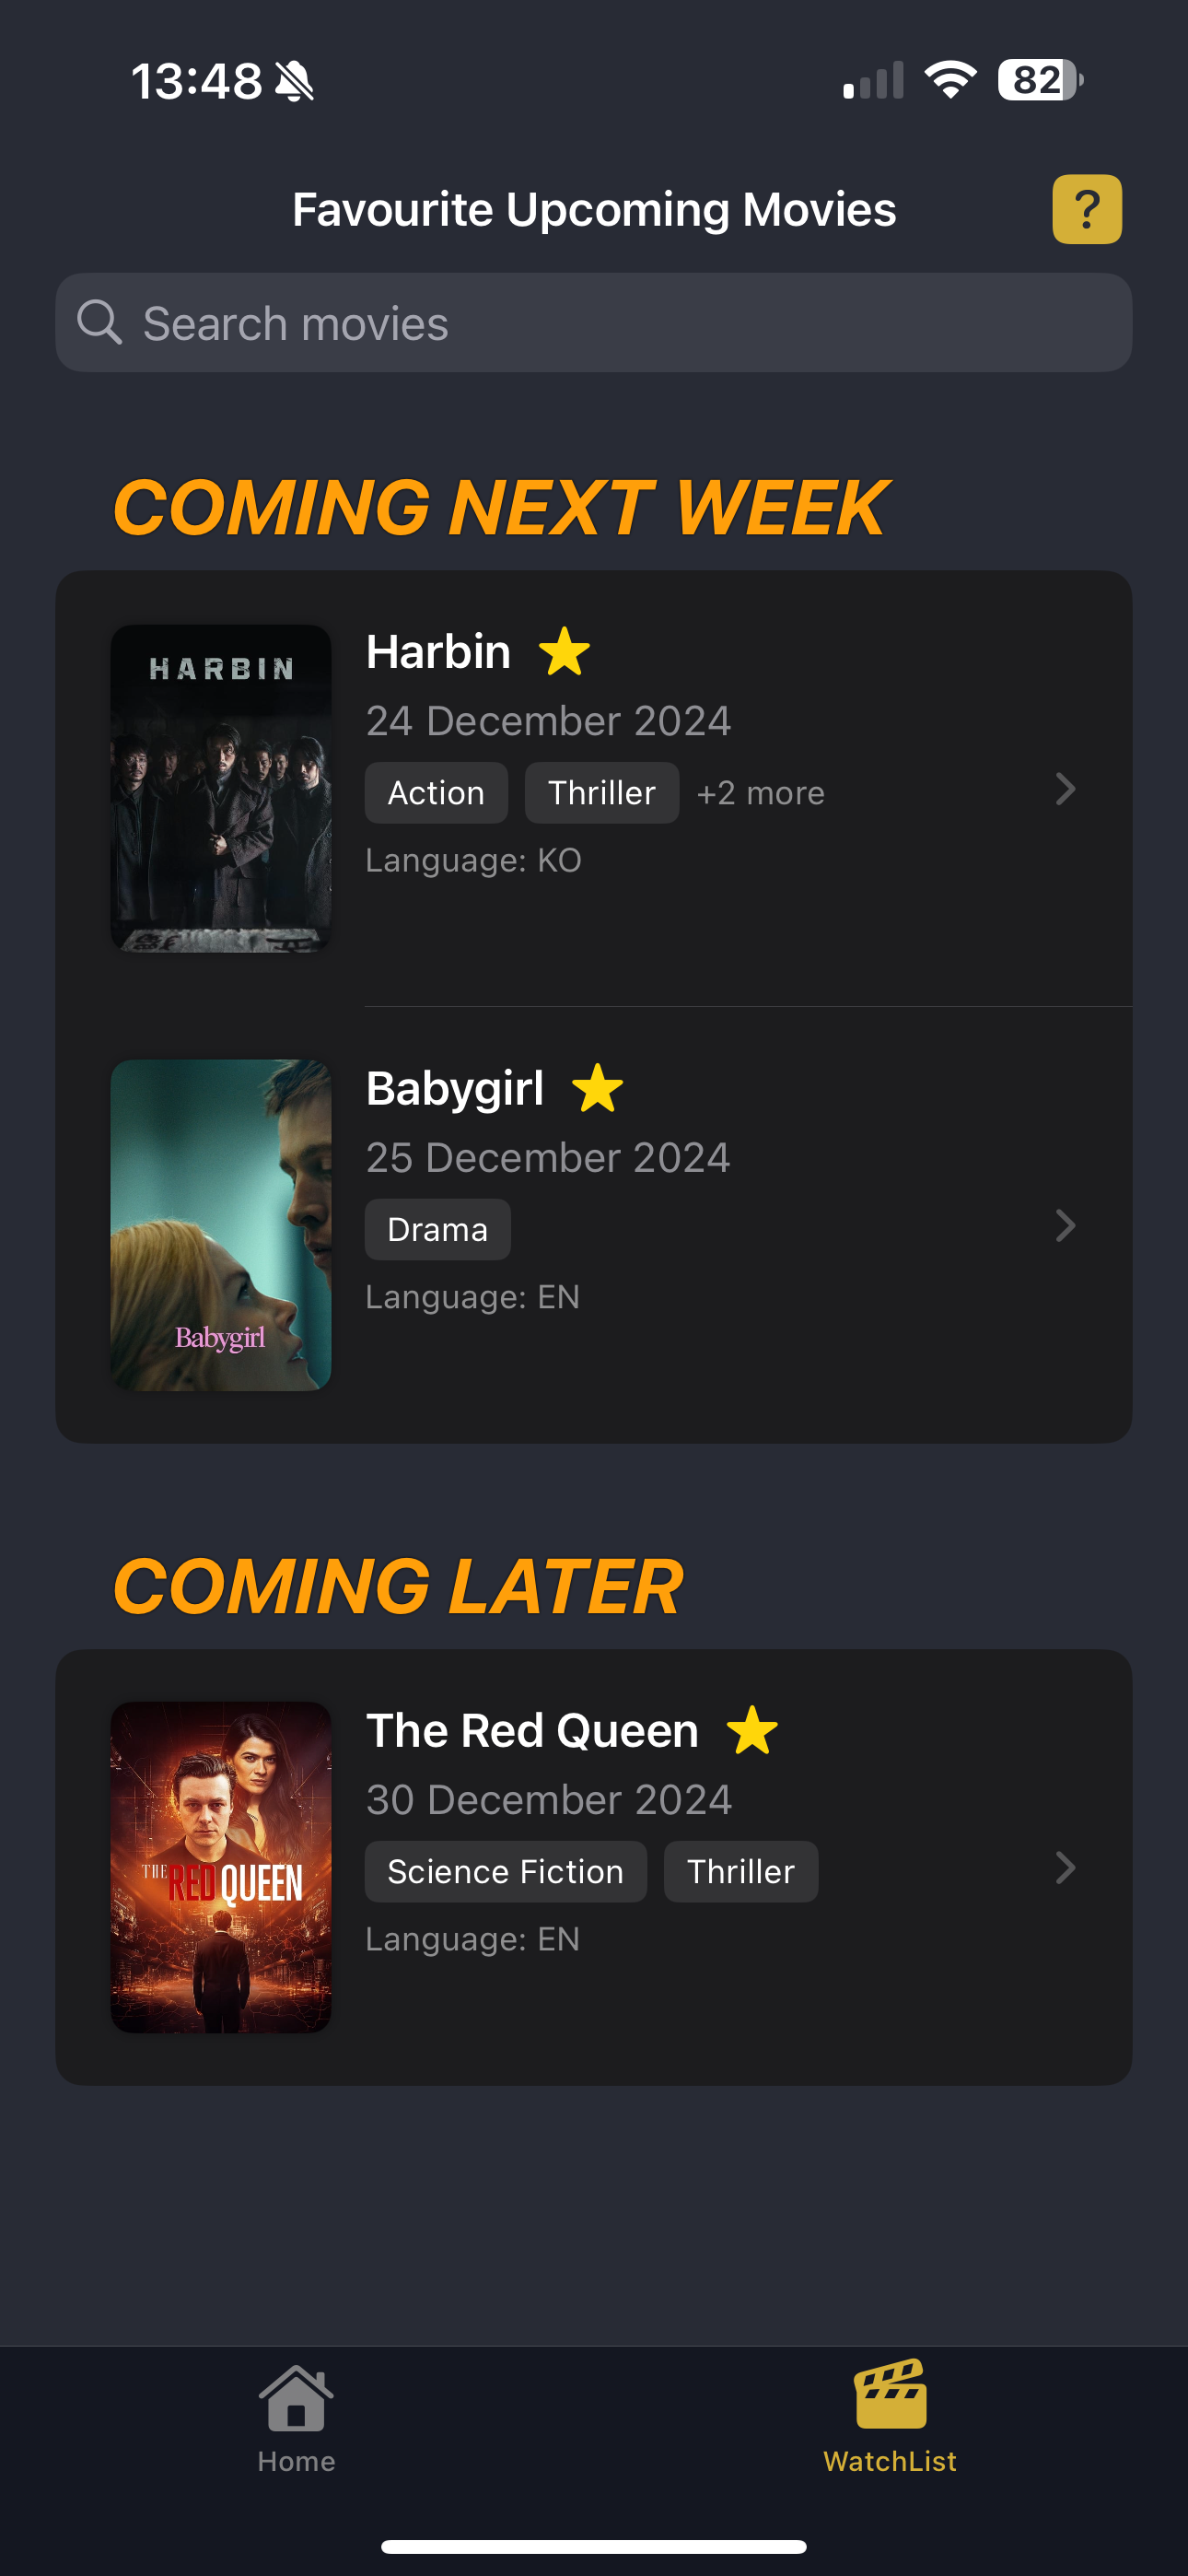 13:48
82
Favourite Upcoming Movies
?
Search movies
COMING NEXT WEEK
HARBIN
Harbin
24 December 2024
Action Thriller +2 more
Language: KO
Babygirl
Babygirl
25 December 2024
Drama
Language: EN
COMING LATER
THE RED QUEEN
The Red Queen
30 December 2024
Science Fiction Thriller
Language: EN
Home
WatchList